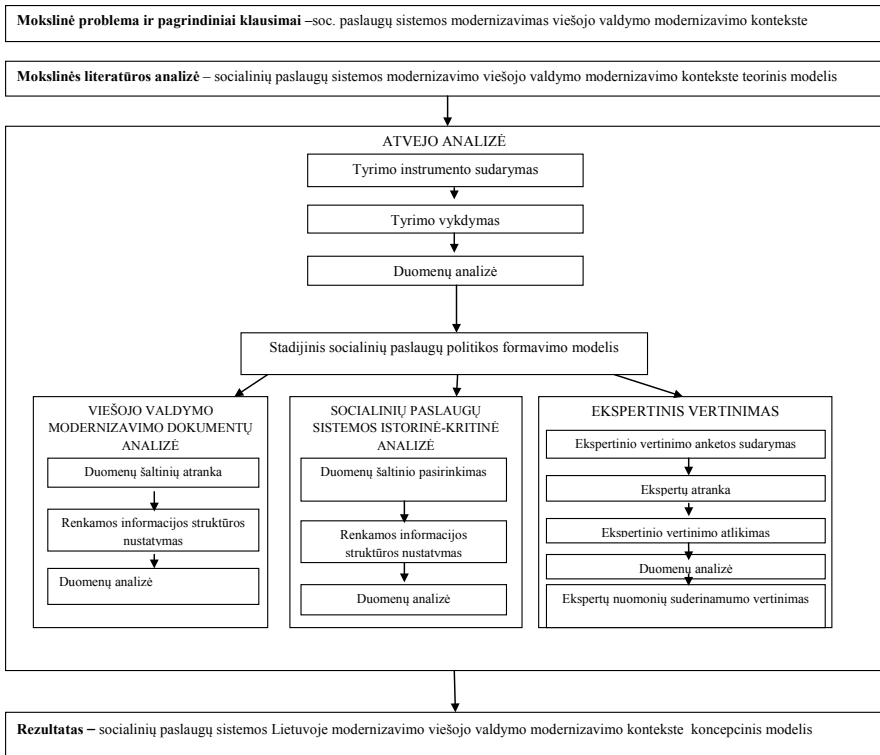 Mokslinė problema ir pagrindiniai klausimai –soc. paslaugų sistemos modernizavimas viešojo valdymo modernizavimo kontekste
Mokslinės literatūros analizė – socialinių paslaugų sistemos modernizavimo viešojo valdymo modernizavimo kontekste teorinis modelis
ATVEJO ANALIZĖ
Tyrimo instrumento sudarymas
Tyrimo vykdymas
Duomenų analizė
Stadijinis socialinių paslaugų politikos formavimo modelis
VIEŠOJO VALDYMO
MODERNIZAVIMO DOKUMENTŲ
ANALIZĖ
Duomenų šaltinių atranka
Renkamos informacijos struktūros
nustatymas
Duomenų analizė
SOCIALINIŲ PASLAUGŲ
SISTEMOS ISTORINĖ-KRITINĖ
ANALIZĖ
Duomenų šaltinio pasirinkimas
Renkamos informacijos
struktūros nustatymas
Duomenų analizė
EKSPERTINIS VERTINIMAS
Ekspertinio vertinimo anketos sudarymas
Ekspertų atranka
Ekspertinio vertinimo atlikimas
Duomenų analizė
Ekspertų nuomonių suderinamumo vertinimas
Rezultatas – socialinių paslaugų sistemos Lietuvoje modernizavimo viešojo valdymo modernizavimo kontekste koncepcinis modelis